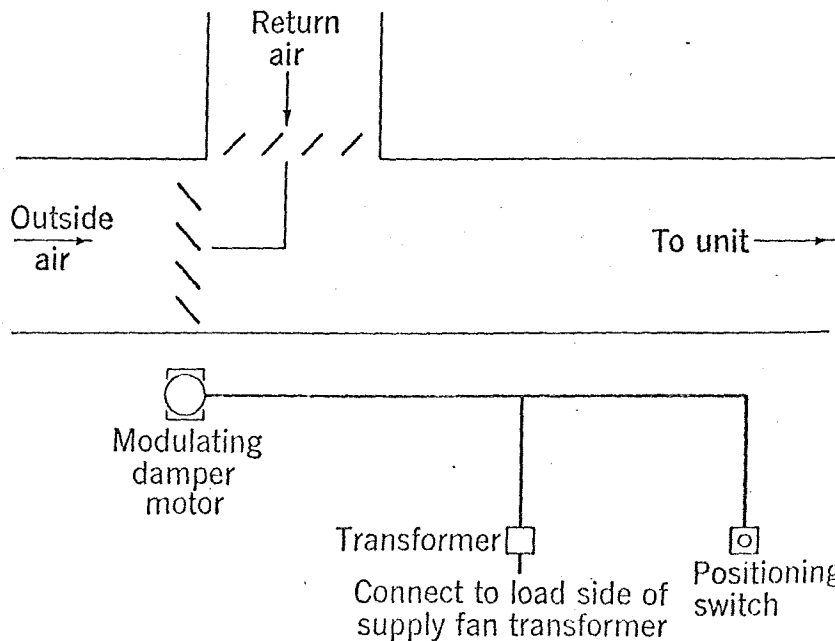 Return
air
Outside
air
To unit
Modulating
damper
motor
Transformer
Connect to load side of
supply fan transformer
Positioning
switch